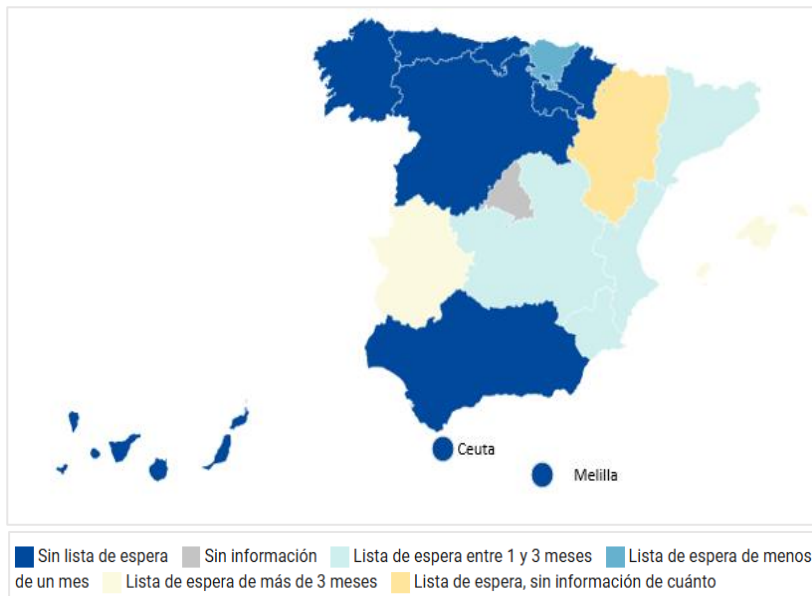 Ceuta
Melilla
Sin lista de espera Sin información Lista de espera entre 1 y 3 meses Lista de espera de menos
de un mes Lista de espera de más de 3 meses Lista de espera, sin información de cuánto